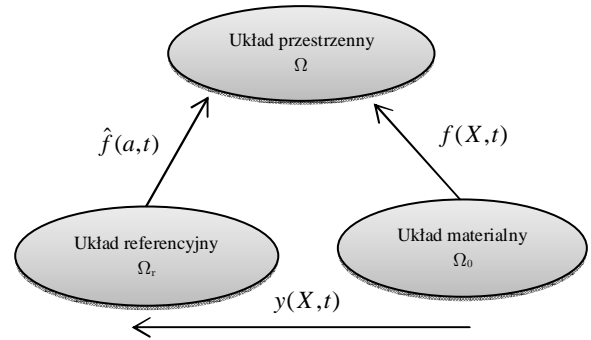 Układ przestrzenny
Ω
f̂(a,t)
f(X,t)
Układ referencyjny
Ωr
Układ materialny
Ω0
y(X,t)